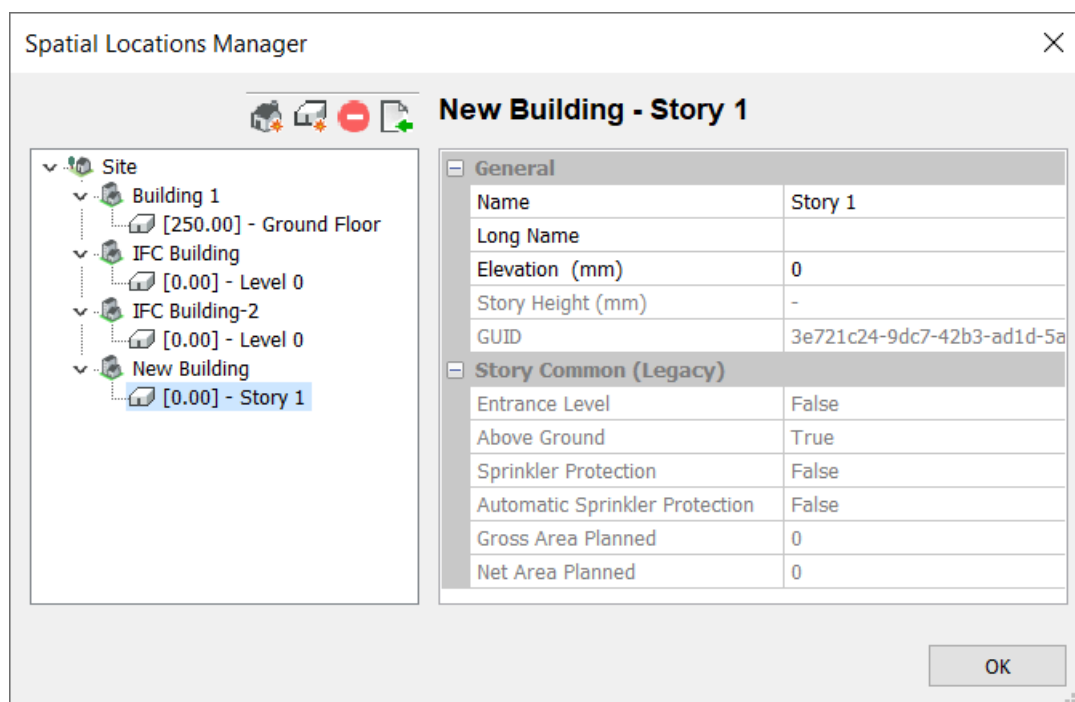 Spatial Locations Manager
New Building - Story 1
Site
Building 1
[250.00] - Ground Floor
IFC Building
[0.00] - Level 0
IFC Building-2
[0.00] - Level 0
New Building
[0.00] - Story 1
General
Name Story 1
Long Name
Elevation (mm) 0
Story Height (mm) -
GUID 3e721c24-9dc7-42b3-ad1d-5a
Story Common (Legacy)
Entrance Level False
Above Ground True
Sprinkler Protection False
Automatic Sprinkler Protection False
Gross Area Planned 0
Net Area Planned 0
OK